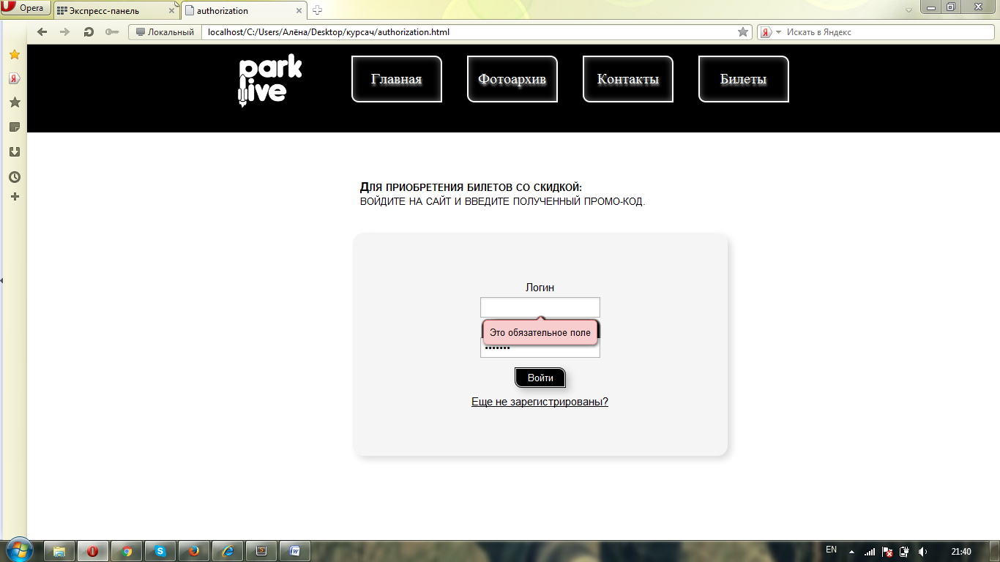 Opera
Экспресс-панель
authorization
Локальный
localhost/C:/Users/Алёна/Desktop/курсач/authorization.html
Искать в Яндекс
park live
Главная
Фотоархив
Контакты
Билеты
Для приобретения билетов со скидкой:
войдите на сайт и введите полученный промо-код.
Логин
Это обязательное поле
•••••••
Войти
Еще не зарегистрированы?
EN
21:40